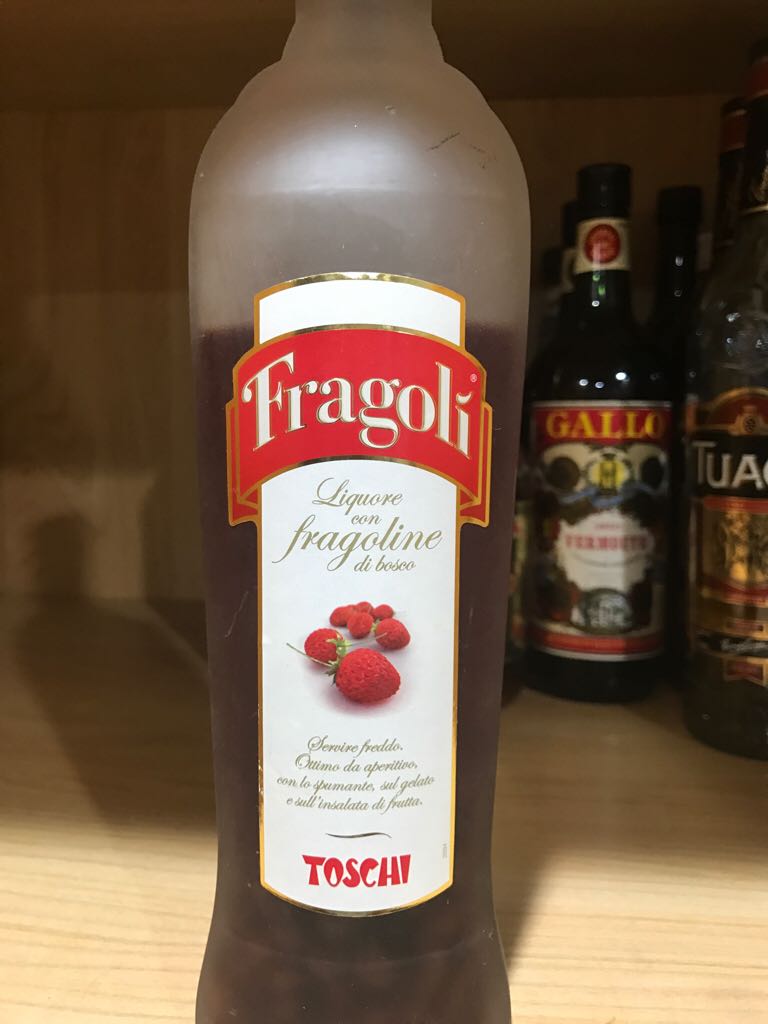 Fragolí
®
Liquore
con
fragoline
di bosco
Servire freddo.
Ottimo da aperitivo,
con lo spumante, sul gelato
e sull'insalata di frutta.
TOSCHI
GALLO
VERMOUTH
TUAC